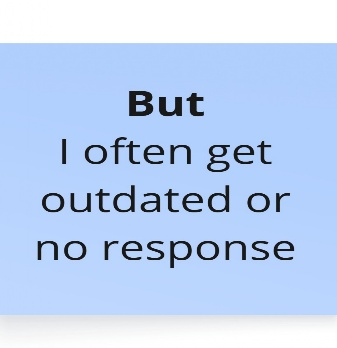 But
I often get
outdated or
no response